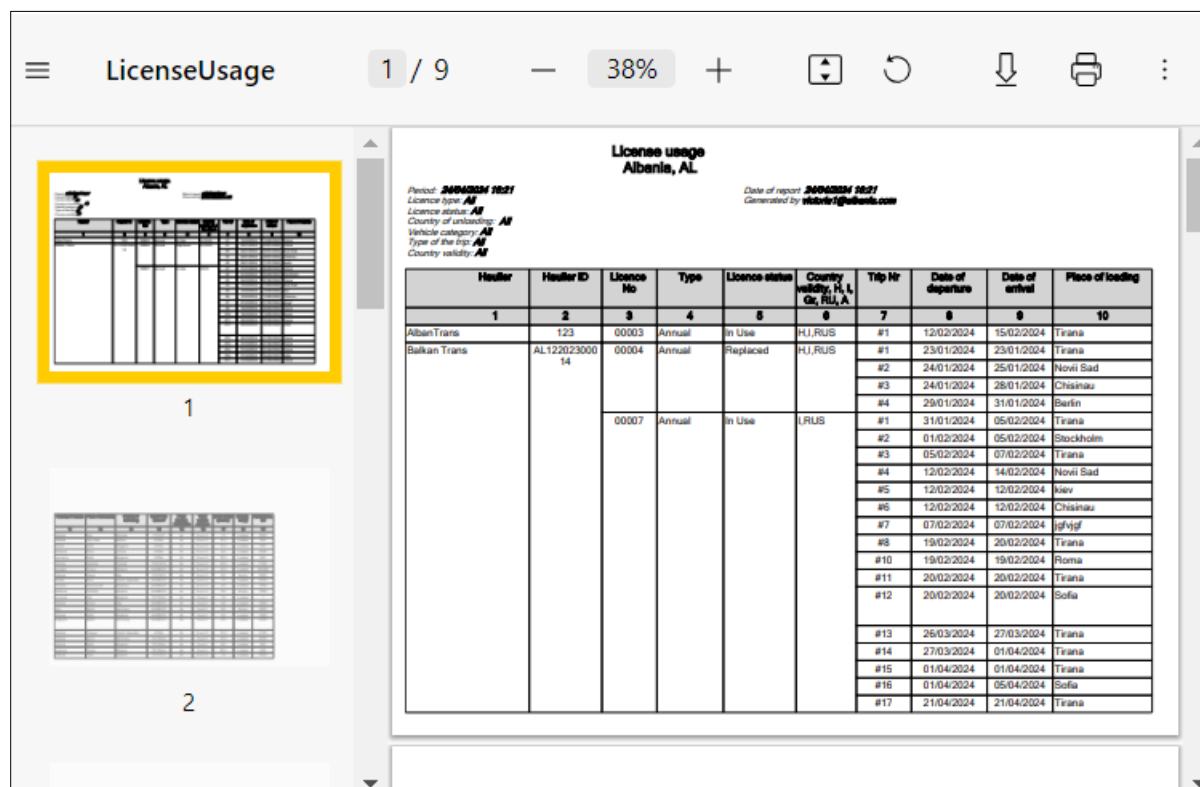 LicenseUsage 1 / 9 38%
License usage
Albania, AL
Period: 24/04/2024 16:21
Licence type: All
Licence status: All
Country of unloading: All
Vehicle category: All
Type of the trip: All
Country validity: All
Date of report 24/04/2024 16:21
Generated by victoria1@albania.com
Haulier Haulier ID Licence No Type Licence status Country validity, H, I, Gr, RU, A Trip Nr Date of departure Date of arrival Place of loading
1 2 3 4 5 6 7 8 9 10
AlbanTrans 123 00003 Annual In Use H,I,RUS #1 12/02/2024 15/02/2024 Tirana
Balkan Trans AL12202300014 00004 Annual Replaced H,I,RUS #1 23/01/2024 23/01/2024 Tirana
#2 24/01/2024 25/01/2024 Novii Sad
#3 24/01/2024 28/01/2024 Chisinau
#4 29/01/2024 31/01/2024 Berlin
00007 Annual In Use I,RUS #1 31/01/2024 05/02/2024 Tirana
#2 01/02/2024 05/02/2024 Stockholm
#3 05/02/2024 07/02/2024 Tirana
#4 12/02/2024 14/02/2024 Novii Sad
#5 12/02/2024 12/02/2024 kiev
#6 12/02/2024 12/02/2024 Chisinau
#7 07/02/2024 07/02/2024 jgfvjgf
#8 19/02/2024 20/02/2024 Tirana
#10 19/02/2024 19/02/2024 Roma
#11 20/02/2024 20/02/2024 Tirana
#12 20/02/2024 20/02/2024 Sofia
#13 26/03/2024 27/03/2024 Tirana
#14 27/03/2024 01/04/2024 Tirana
#15 01/04/2024 01/04/2024 Tirana
#16 01/04/2024 05/04/2024 Sofia
#17 21/04/2024 21/04/2024 Tirana
1
2